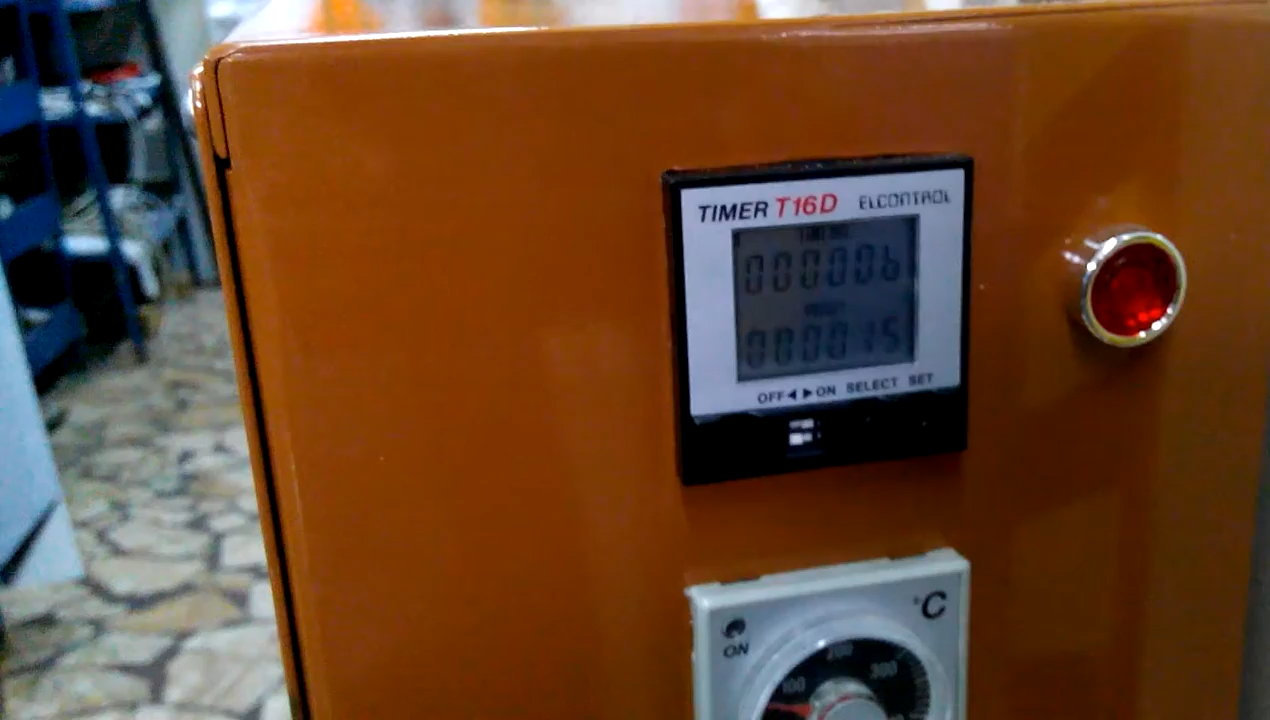 TIMER T16D ELCONTROL
000006
000015
OFF◀ ▶ON SELECT SET
°C
ON
100 200 300